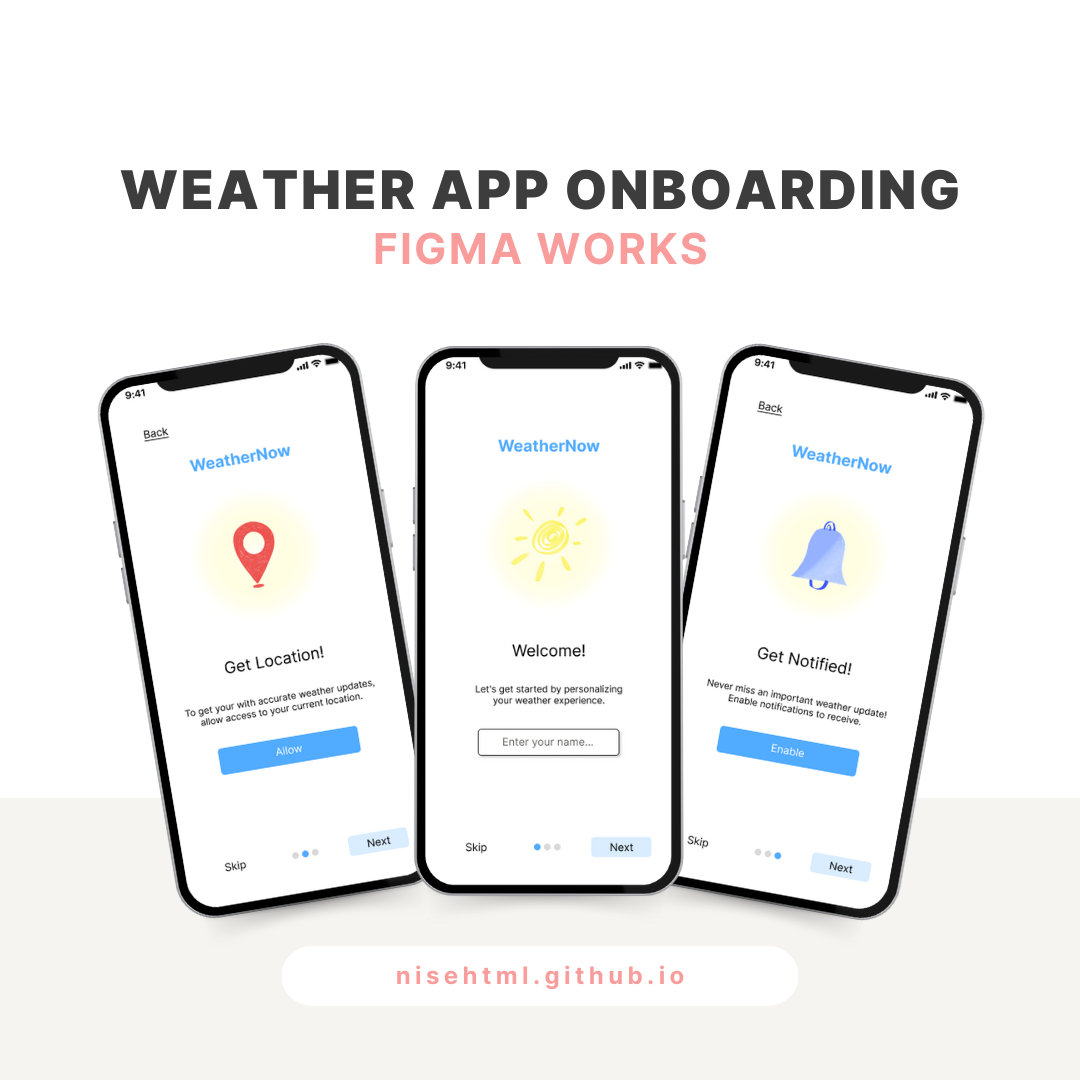 WEATHER APP ONBOARDING
FIGMA WORKS
9:41
Back
WeatherNow
Get Location!
To get your with accurate weather updates,
allow access to your current location.
Allow
Skip
Next
9:41
WeatherNow
Welcome!
Let's get started by personalizing
your weather experience.
Enter your name...
Skip
Next
9:41
Back
WeatherNow
Get Notified!
Never miss an important weather update!
Enable notifications to receive.
Enable
Skip
Next
nisehtml.github.io